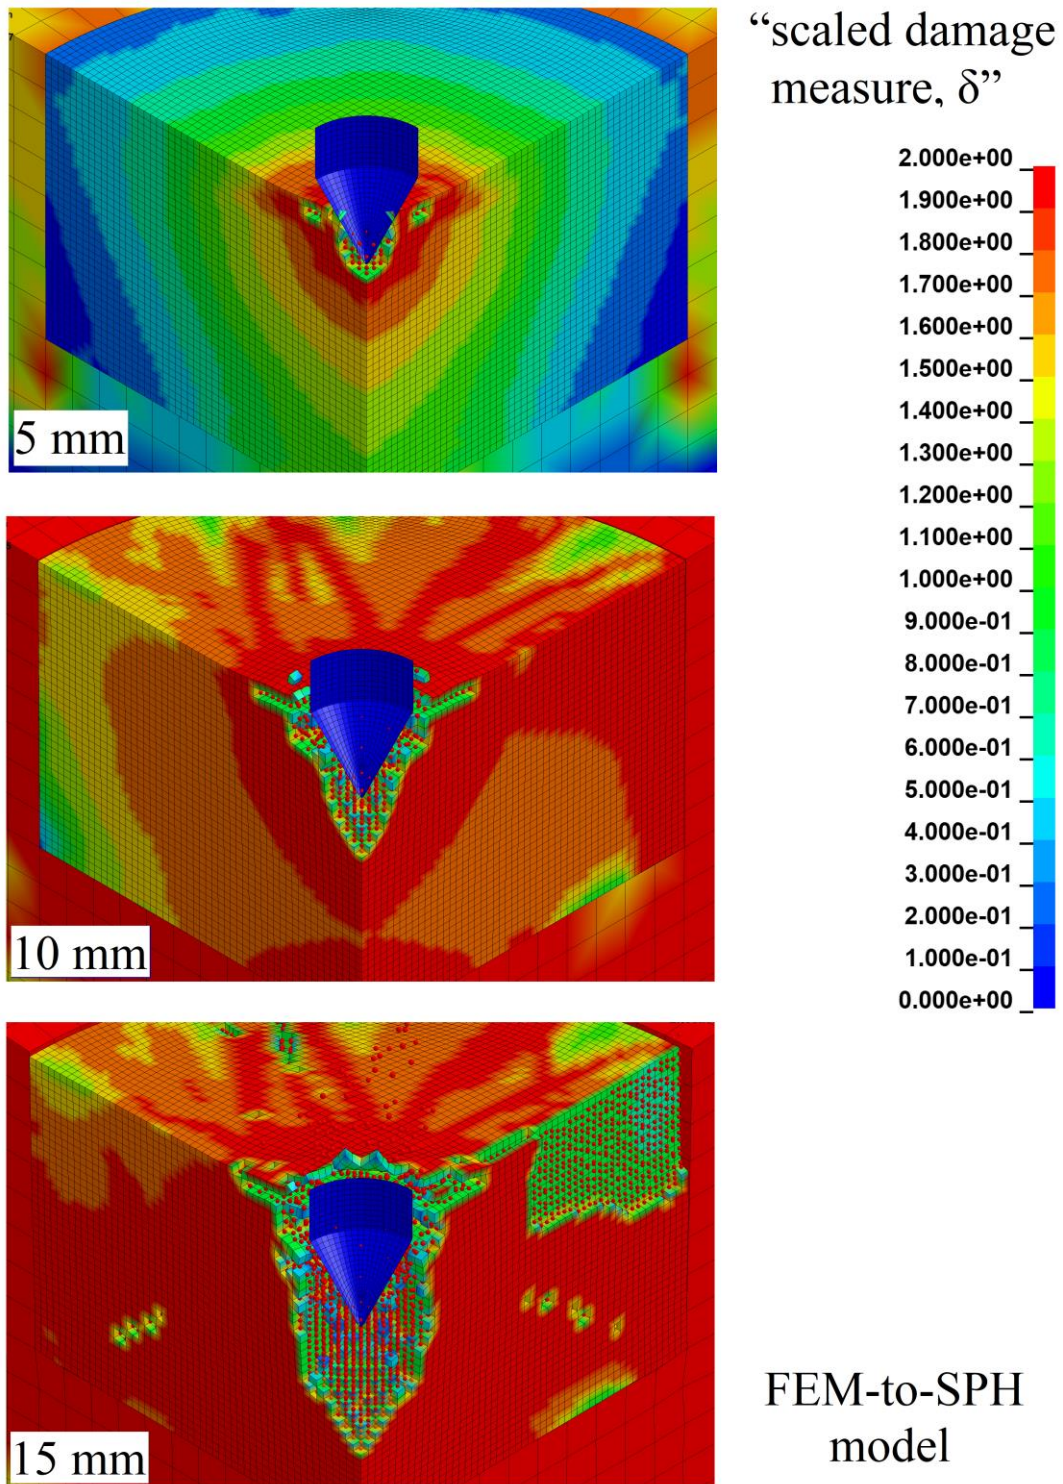 “scaled damage
measure, δ”
2.000e+00
1.900e+00
1.800e+00
1.700e+00
1.600e+00
1.500e+00
1.400e+00
1.300e+00
1.200e+00
1.100e+00
1.000e+00
9.000e-01
8.000e-01
7.000e-01
6.000e-01
5.000e-01
4.000e-01
3.000e-01
2.000e-01
1.000e-01
0.000e+00
5 mm
10 mm
15 mm
FEM-to-SPH
model